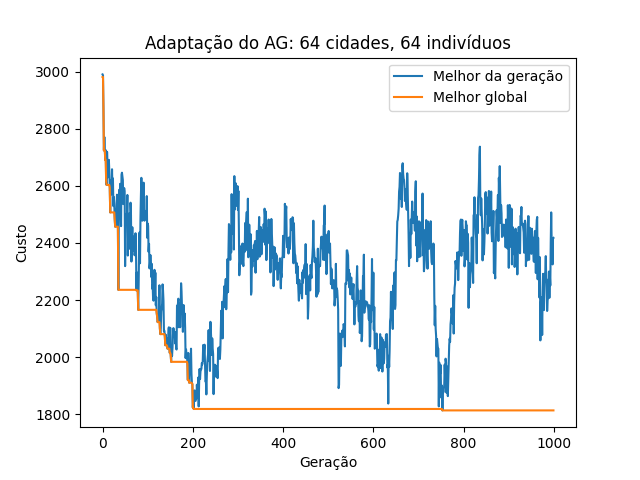 Adaptação do AG: 64 cidades, 64 indivíduos
Melhor da geração
Melhor global
Custo
3000
2800
2600
2400
2200
2000
1800
0 200 400 600 800 1000
Geração